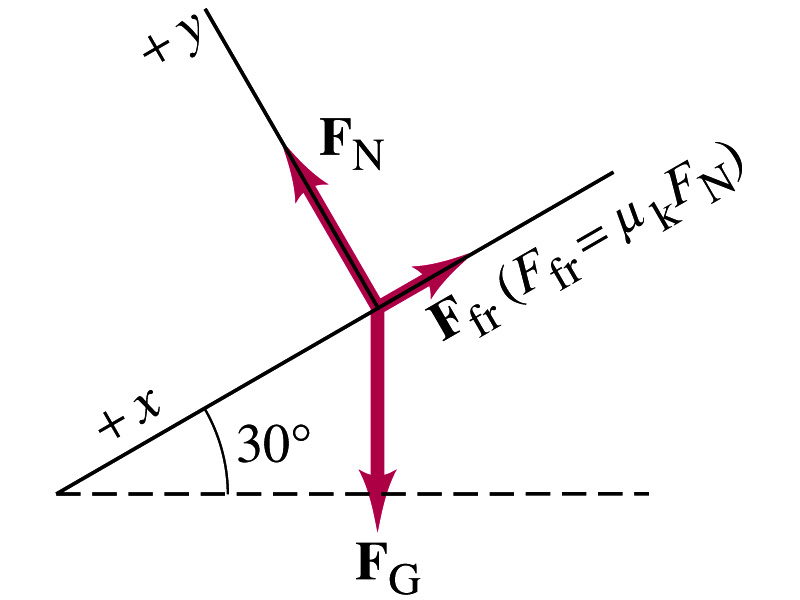 +y
F_N
F_fr (F_fr = μ_k F_N)
+x
30°
F_G